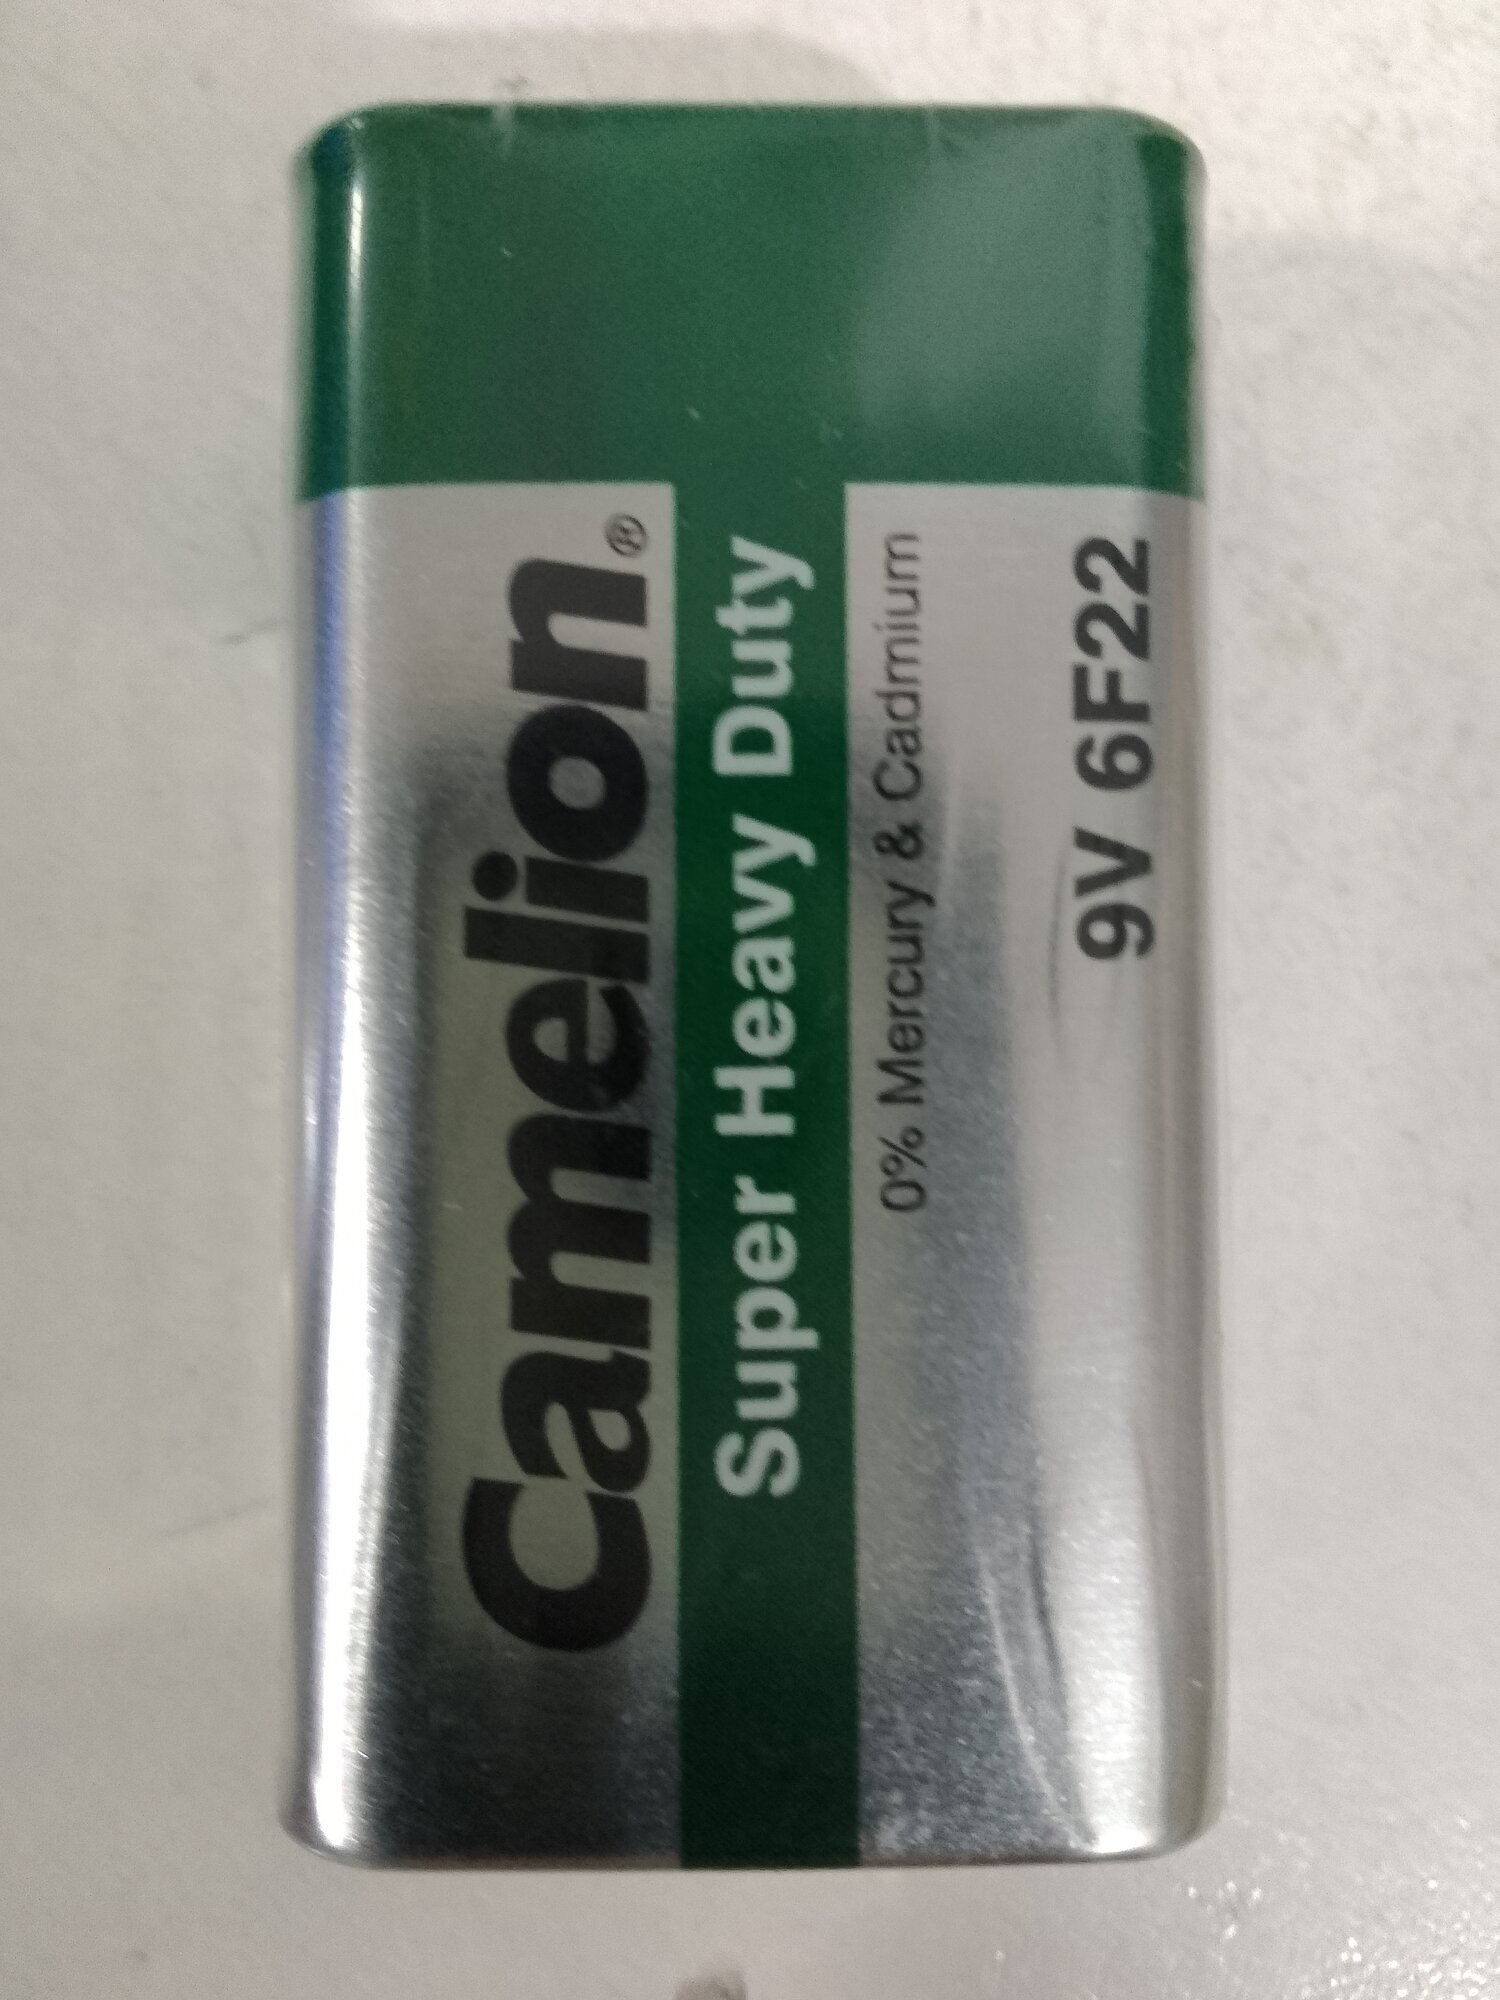 Camelion®
Super Heavy Duty
0% Mercury & Cadmium
9V 6F22